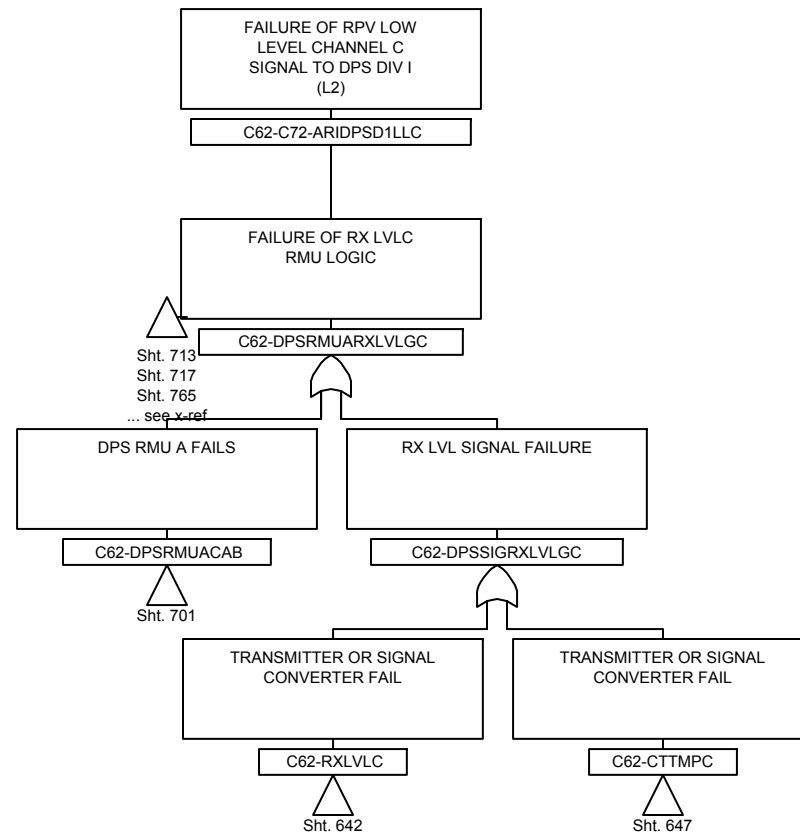 FAILURE OF RPV LOW
LEVEL CHANNEL C
SIGNAL TO DPS DIV I
(L2)
C62-C72-ARIDPSD1LLC
FAILURE OF RX LVLC
RMU LOGIC
C62-DPSRMUARXLVLGC
Sht. 713
Sht. 717
Sht. 765
... see x-ref
DPS RMU A FAILS
C62-DPSRMUACAB
Sht. 701
RX LVL SIGNAL FAILURE
C62-DPSSIGRXLVLGC
TRANSMITTER OR SIGNAL
CONVERTER FAIL
C62-RXLVLC
Sht. 642
TRANSMITTER OR SIGNAL
CONVERTER FAIL
C62-CTTMPC
Sht. 647